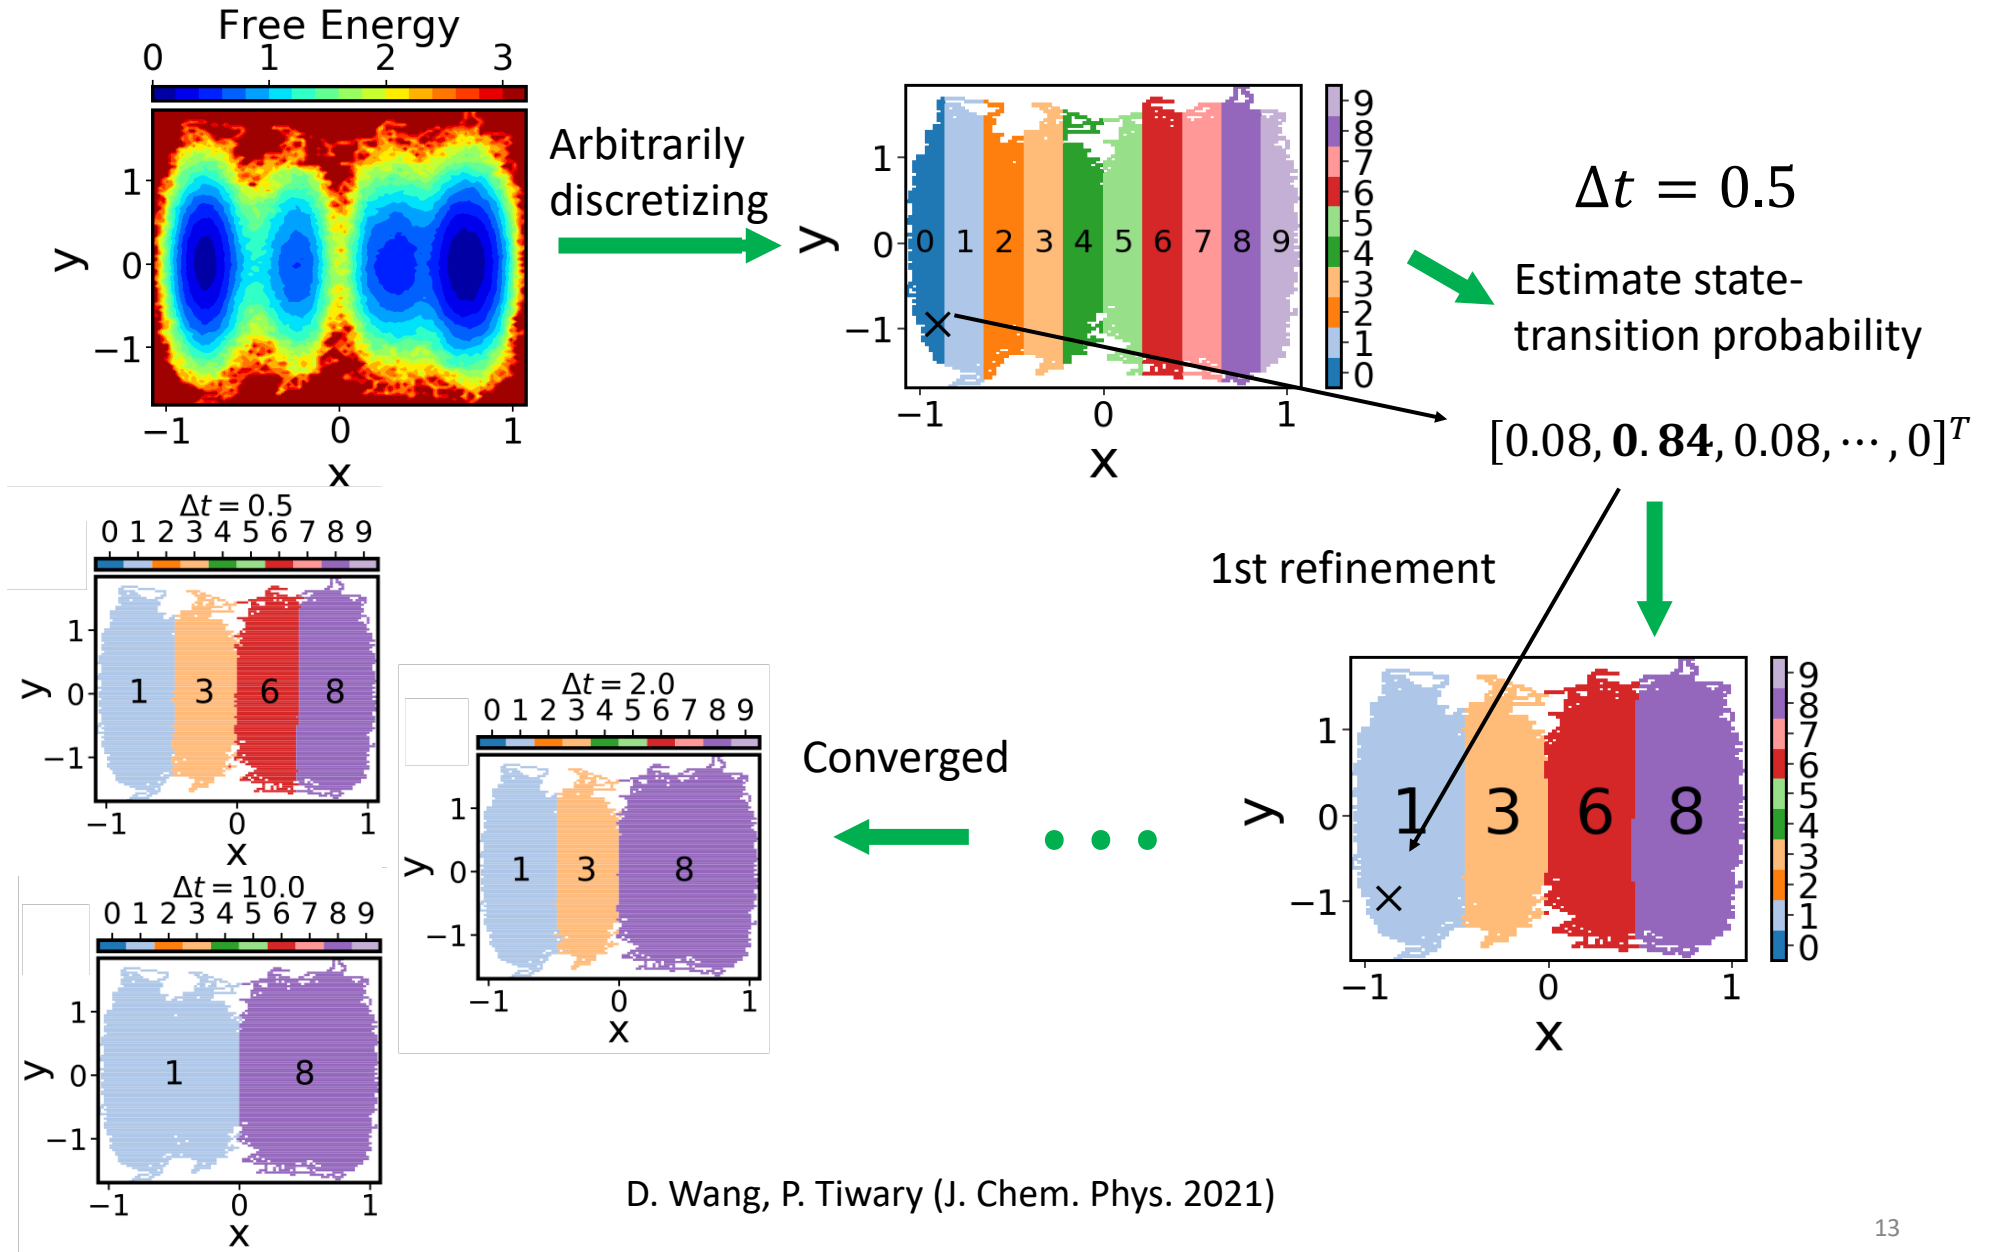 Free Energy
0 1 2 3
1
0
−1
y
−1 0 1
x
Arbitrarily
discretizing
1
0
−1
y
0 1 2 3 4 5 6 7 8 9
−1 0 1
x
9
8
7
6
5
4
3
2
1
0
Δt = 0.5
Estimate state-
transition probability
[0.08, 0.84, 0.08, ⋯ , 0]ᵀ
1st refinement
1
0
−1
y
1 3 6 8
−1 0 1
x
9
8
7
6
5
4
3
2
1
0
Converged
Δt = 0.5
0 1 2 3 4 5 6 7 8 9
1
0
−1
y
1 3 6 8
−1 0 1
x
Δt = 2.0
0 1 2 3 4 5 6 7 8 9
1
0
−1
y
1 3 8
−1 0 1
x
Δt = 10.0
0 1 2 3 4 5 6 7 8 9
1
0
−1
y
1 8
−1 0 1
x
D. Wang, P. Tiwary (J. Chem. Phys. 2021)
13